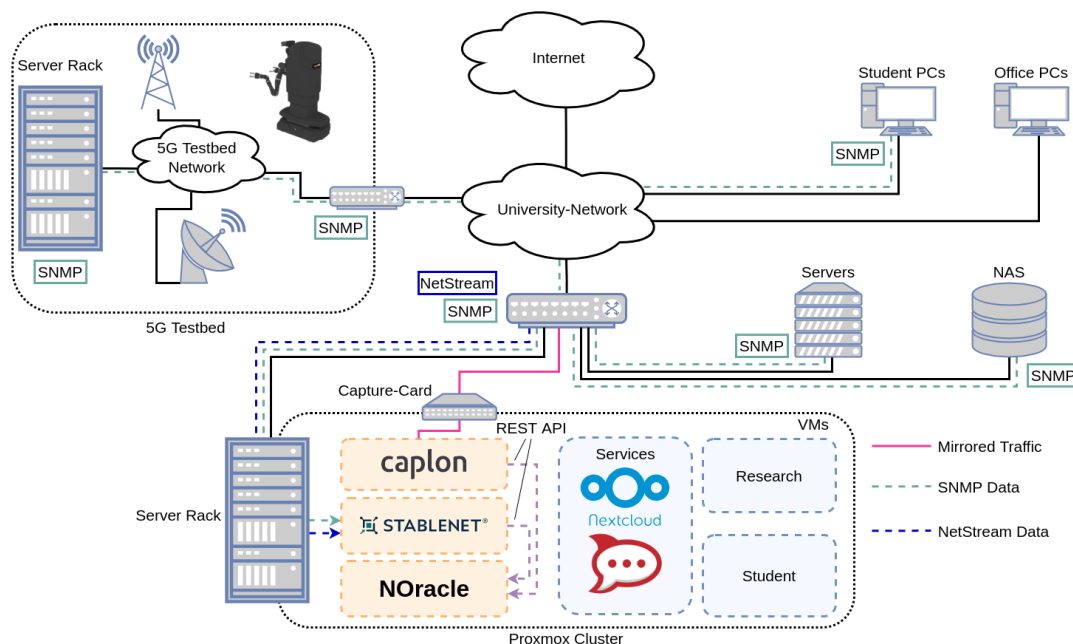 Internet
Server Rack
Student PCs
Office PCs
5G Testbed
Network
SNMP
University-Network
SNMP
SNMP
NetStream
SNMP
Servers
NAS
5G Testbed
SNMP
SNMP
Capture-Card
REST API
VMs
caplon
Services
Research
Mirrored Traffic
nextcloud
SNMP Data
Server Rack
STABLENET®
NetStream Data
NOracle
Student
Proxmox Cluster